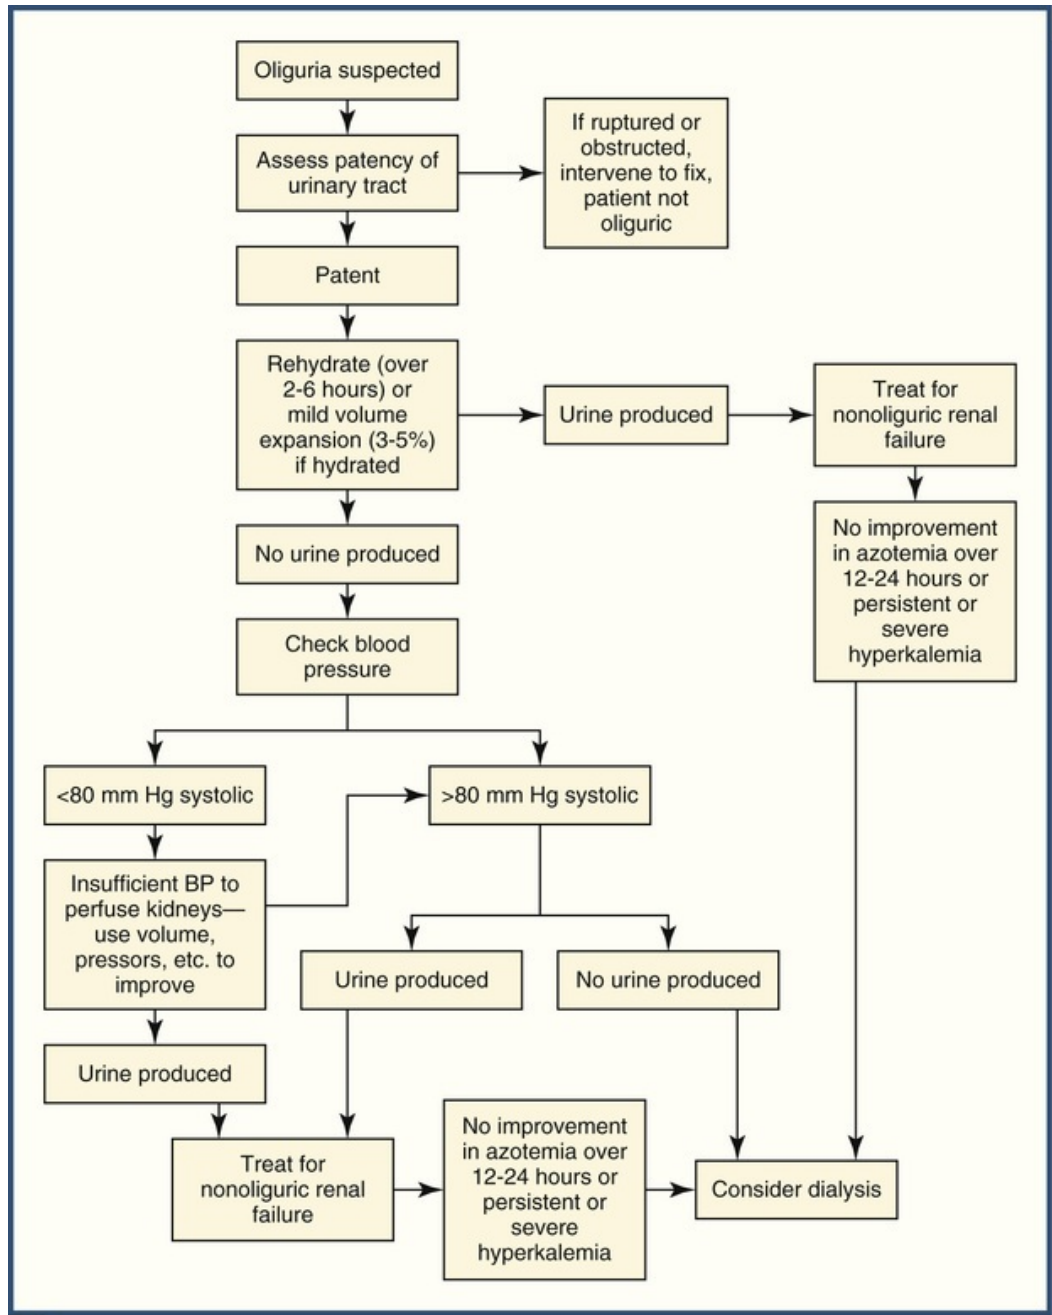 Oliguria suspected
Assess patency of
urinary tract
If ruptured or
obstructed,
intervene to fix,
patient not
oliguric
Patent
Rehydrate (over
2-6 hours) or
mild volume
expansion (3-5%)
if hydrated
Urine produced
Treat for
nonoliguric renal
failure
No urine produced
No improvement
in azotemia over
12-24 hours or
persistent or
severe
hyperkalemia
Check blood
pressure
<80 mm Hg systolic
>80 mm Hg systolic
Insufficient BP to
perfuse kidneys—
use volume,
pressors, etc. to
improve
Urine produced
No urine produced
Urine produced
Treat for
nonoliguric renal
failure
No improvement
in azotemia over
12-24 hours or
persistent or
severe
hyperkalemia
Consider dialysis